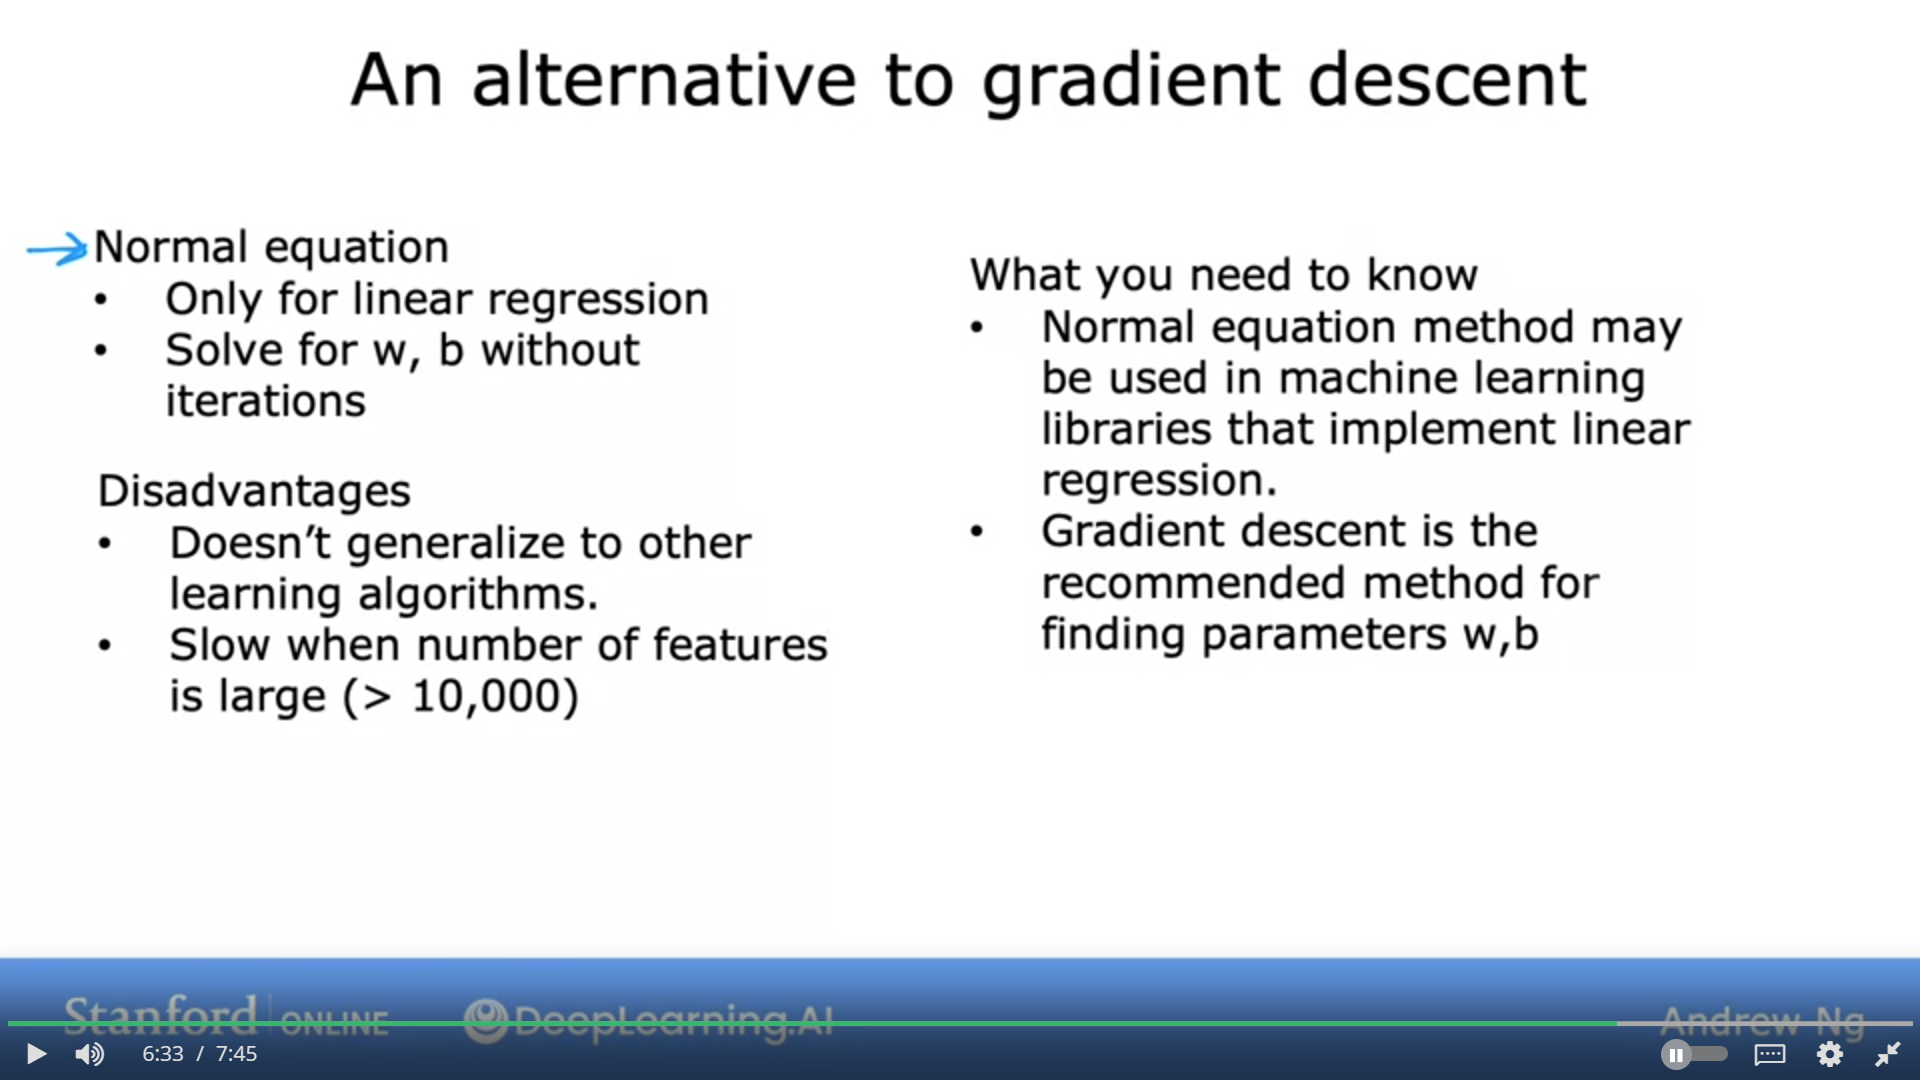 An alternative to gradient descent
Normal equation
• Only for linear regression
• Solve for w, b without
iterations
Disadvantages
• Doesn’t generalize to other
learning algorithms.
• Slow when number of features
is large (> 10,000)
What you need to know
• Normal equation method may
be used in machine learning
libraries that implement linear
regression.
• Gradient descent is the
recommended method for
finding parameters w,b
Stanford | ONLINE
DeepLearning.AI
Andrew Ng
6:33 / 7:45